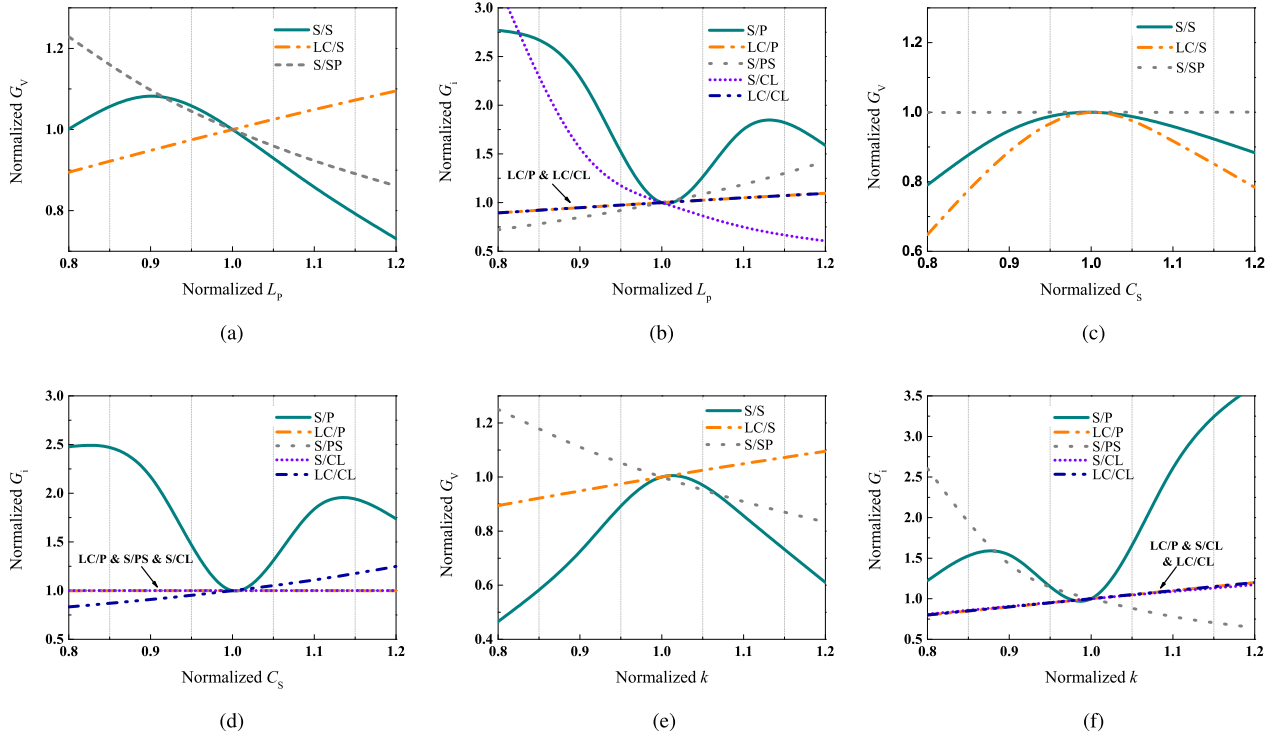 S/S
LC/S
S/SP
1.2
1.0
0.8
Normalized G_V
0.8 0.9 1.0 1.1 1.2
Normalized L_P
(a)
S/P
LC/P
S/PS
S/CL
LC/CL
LC/P & LC/CL
3.0
2.5
2.0
1.5
1.0
0.5
Normalized G_i
0.8 0.9 1.0 1.1 1.2
Normalized L_p
(b)
S/S
LC/S
S/SP
1.2
1.0
0.8
0.6
Normalized G_V
0.8 0.9 1.0 1.1 1.2
Normalized C_S
(c)
S/P
LC/P
S/PS
S/CL
LC/CL
LC/P & S/PS & S/CL
3.0
2.5
2.0
1.5
1.0
0.5
Normalized G_i
0.8 0.9 1.0 1.1 1.2
Normalized C_S
(d)
S/S
LC/S
S/SP
1.2
1.0
0.8
0.6
0.4
Normalized G_V
0.8 0.9 1.0 1.1 1.2
Normalized k
(e)
S/P
LC/P
S/PS
S/CL
LC/CL
LC/P & S/CL
& LC/CL
3.5
3.0
2.5
2.0
1.5
1.0
0.5
Normalized G_i
0.8 0.9 1.0 1.1 1.2
Normalized k
(f)